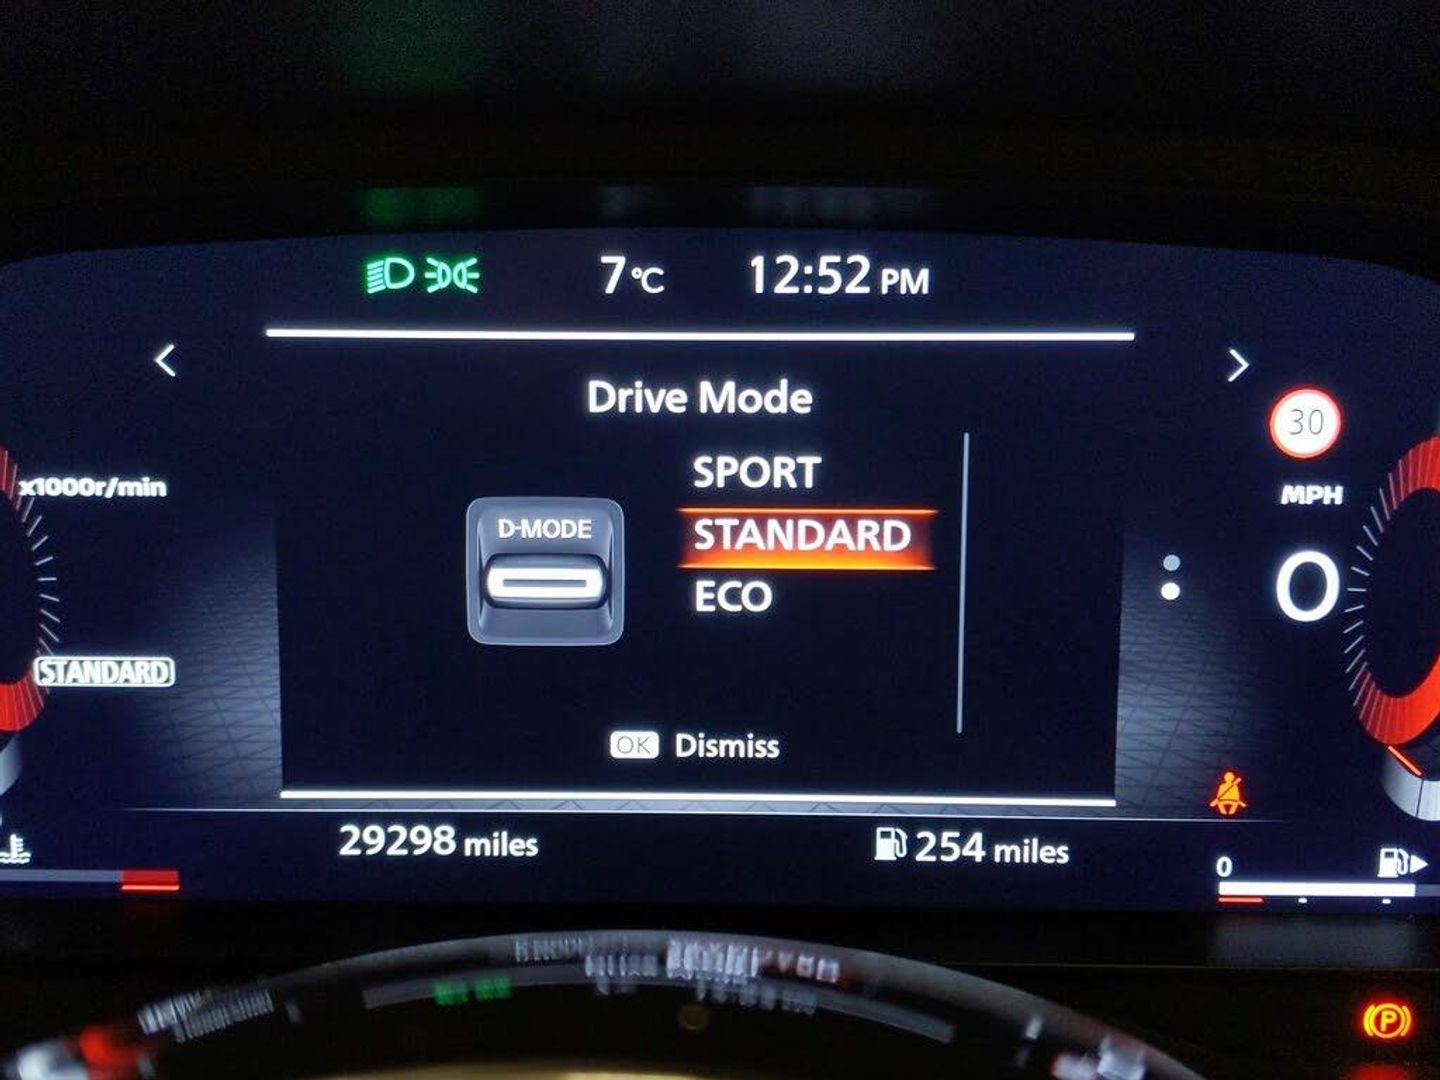 7°C 12:52 PM
Drive Mode
SPORT
STANDARD
ECO
D-MODE
OK Dismiss
x1000r/min
STANDARD
30
MPH
0
29298 miles
254 miles
0
P